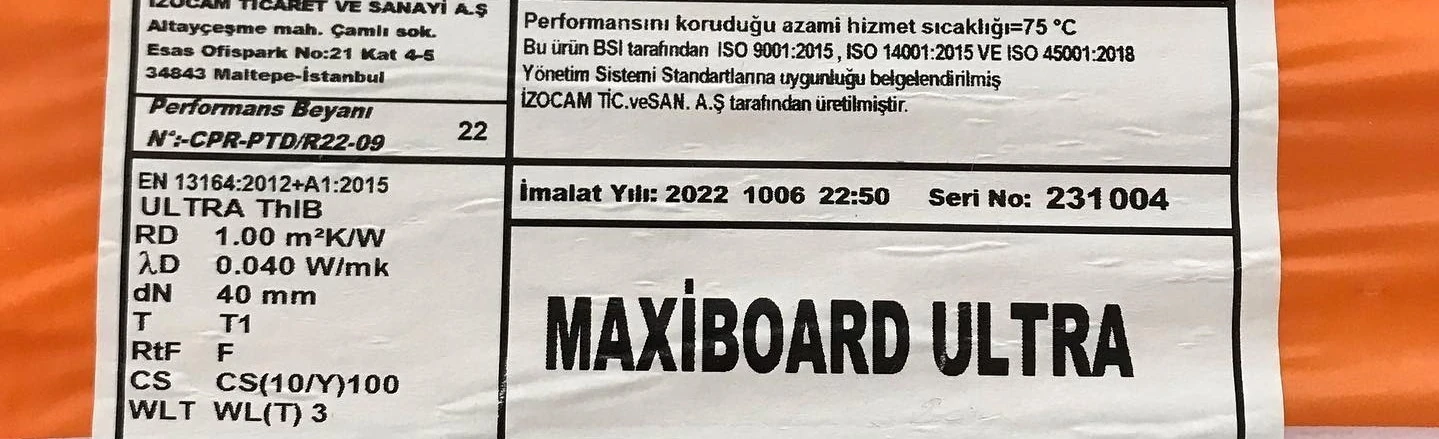 İZOCAM TİCARET VE SANAYİ A.Ş
Altayçeşme mah. Çamlı sok.
Esas Ofispark No:21 Kat 4-5
34843 Maltepe-İstanbul
Performans Beyanı
N°:-CPR-PTD/R22-09 22
EN 13164:2012+A1:2015
ULTRA ThIB
RD 1.00 m²K/W
λD 0.040 W/mk
dN 40 mm
T T1
RtF F
CS CS(10/Y)100
WLT WL(T) 3
Performansını koruduğu azami hizmet sıcaklığı=75 °C
Bu ürün BSI tarafından ISO 9001:2015, ISO 14001:2015 VE ISO 45001:2018
Yönetim Sistemi Standartlarına uygunluğu belgelendirilmiş
İZOCAM TİC.veSAN. A.Ş tarafından üretilmiştir.
İmalat Yılı: 2022 1006 22:50 Seri No: 231004
MAXİBOARD ULTRA